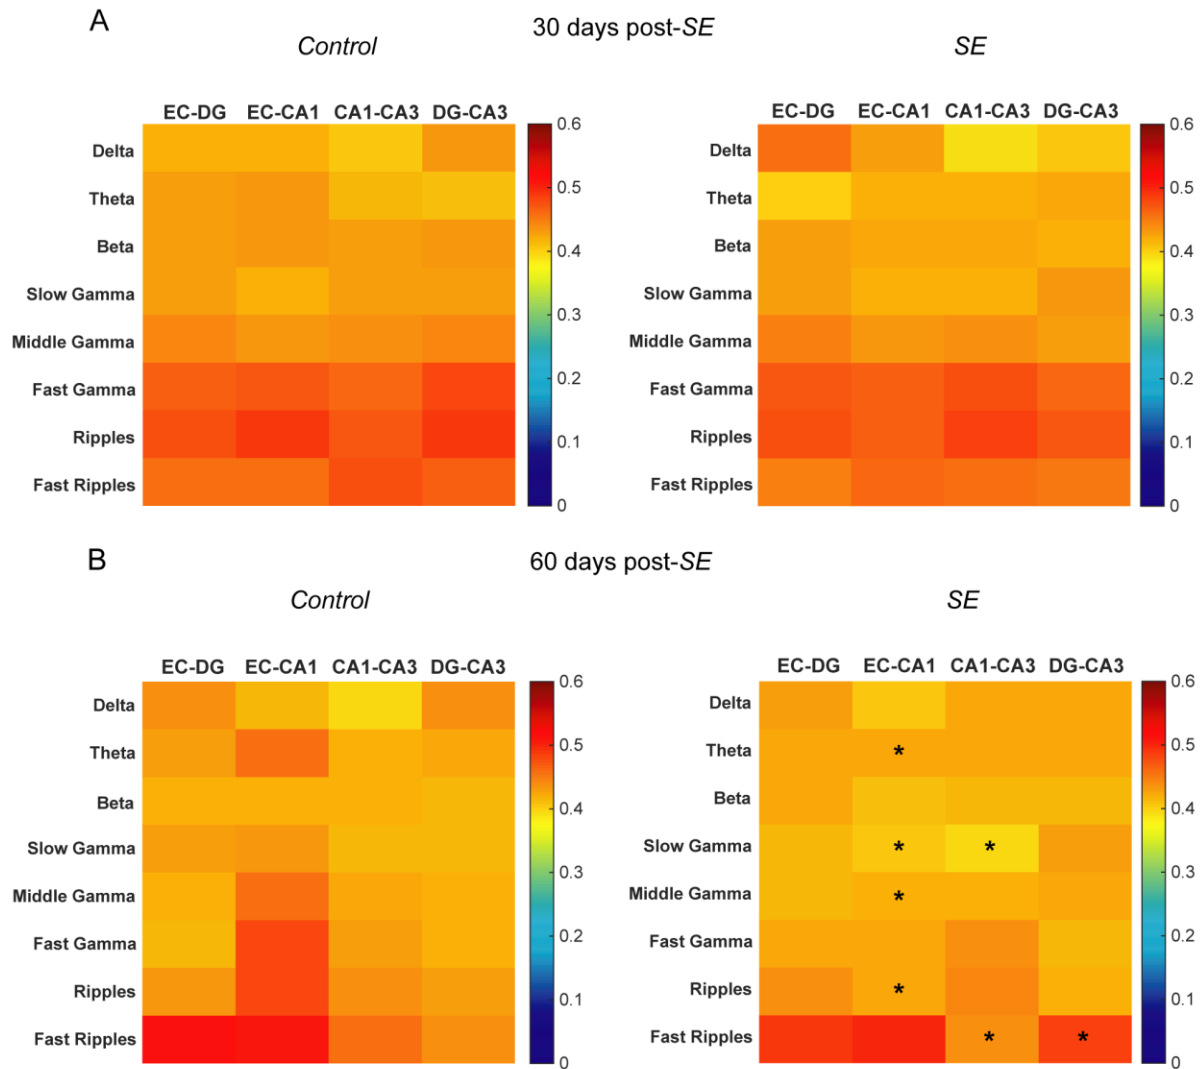 A
30 days post-SE
Control
SE
EC-DG EC-CA1 CA1-CA3 DG-CA3
Delta
Theta
Beta
Slow Gamma
Middle Gamma
Fast Gamma
Ripples
Fast Ripples
0.6
0.5
0.4
0.3
0.2
0.1
0
EC-DG EC-CA1 CA1-CA3 DG-CA3
Delta
Theta
Beta
Slow Gamma
Middle Gamma
Fast Gamma
Ripples
Fast Ripples
0.6
0.5
0.4
0.3
0.2
0.1
0
B
60 days post-SE
Control
SE
EC-DG EC-CA1 CA1-CA3 DG-CA3
Delta
Theta
Beta
Slow Gamma
Middle Gamma
Fast Gamma
Ripples
Fast Ripples
0.6
0.5
0.4
0.3
0.2
0.1
0
EC-DG EC-CA1 CA1-CA3 DG-CA3
Delta
Theta *
Beta
Slow Gamma * *
Middle Gamma *
Fast Gamma
Ripples *
Fast Ripples * *
0.6
0.5
0.4
0.3
0.2
0.1
0